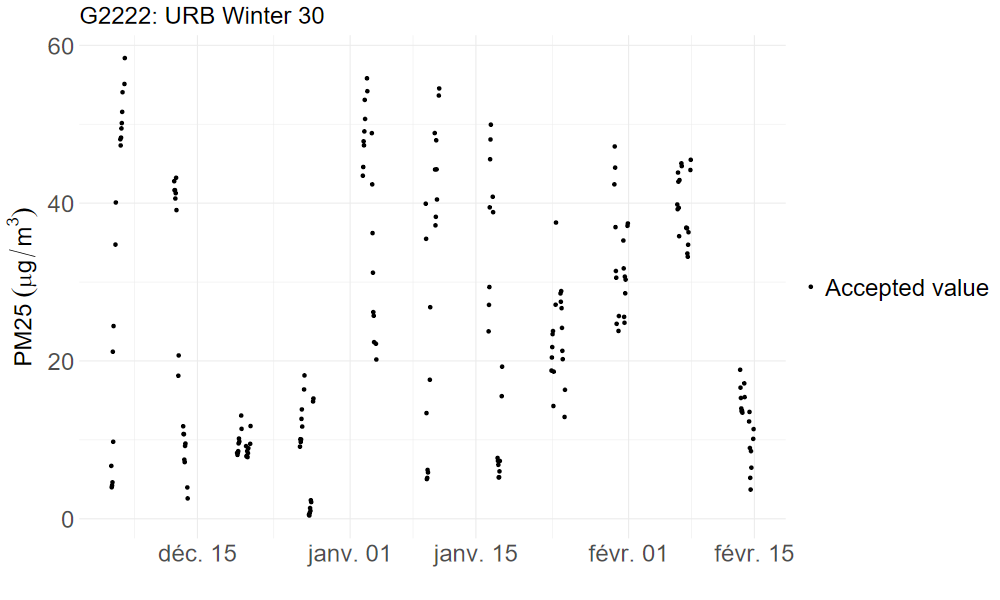 G2222: URB Winter 30
60
40
20
0
PM25 (μg/m³)
déc. 15
janv. 01
janv. 15
févr. 01
févr. 15
Accepted value